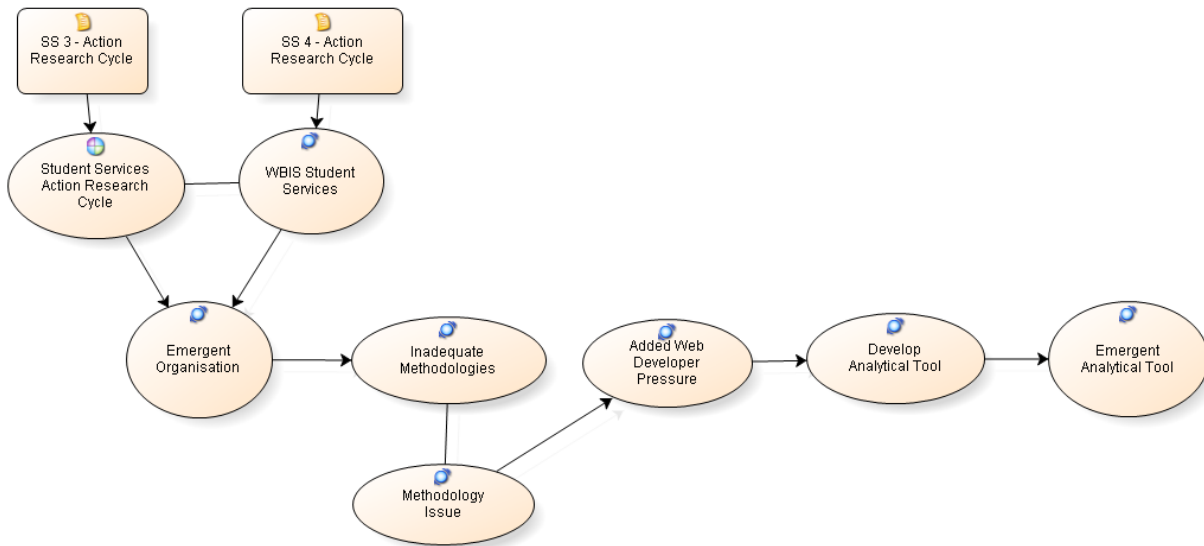 SS 3 - Action
Research Cycle
SS 4 - Action
Research Cycle
Student Services
Action Research
Cycle
WBIS Student
Services
Emergent
Organisation
Inadequate
Methodologies
Methodology
Issue
Added Web
Developer
Pressure
Develop
Analytical Tool
Emergent
Analytical Tool